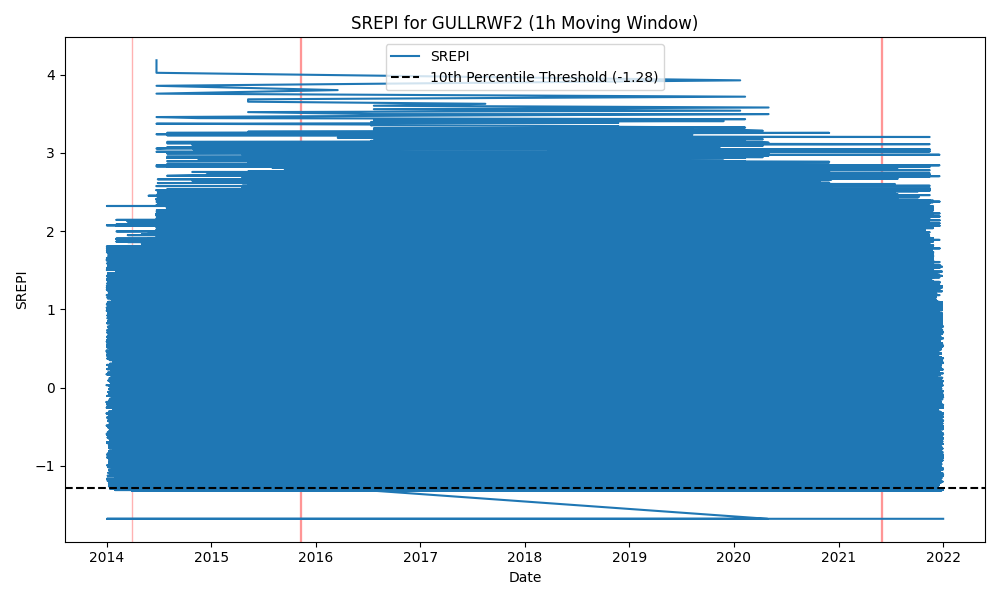 SREPI for GULLRWF2 (1h Moving Window)
SREPI
10th Percentile Threshold (-1.28)
4
3
2
1
0
−1
SREPI
2014 2015 2016 2017 2018 2019 2020 2021 2022
Date